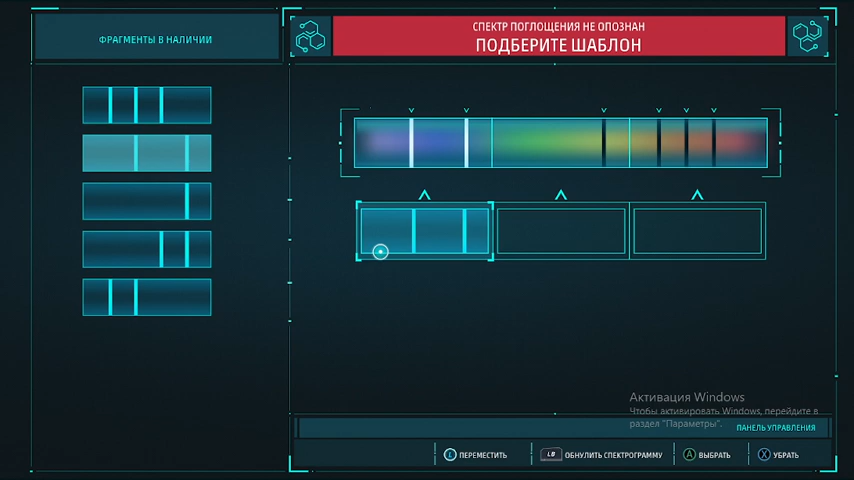 ФРАГМЕНТЫ В НАЛИЧИИ
СПЕКТР ПОГЛОЩЕНИЯ НЕ ОПОЗНАН
ПОДБЕРИТЕ ШАБЛОН
Активация Windows
Чтобы активировать Windows, перейдите в
раздел "Параметры".
ПАНЕЛЬ УПРАВЛЕНИЯ
L ПЕРЕМЕСТИТЬ
LB ОБНУЛИТЬ СПЕКТРОГРАММУ
A ВЫБРАТЬ
X УБРАТЬ